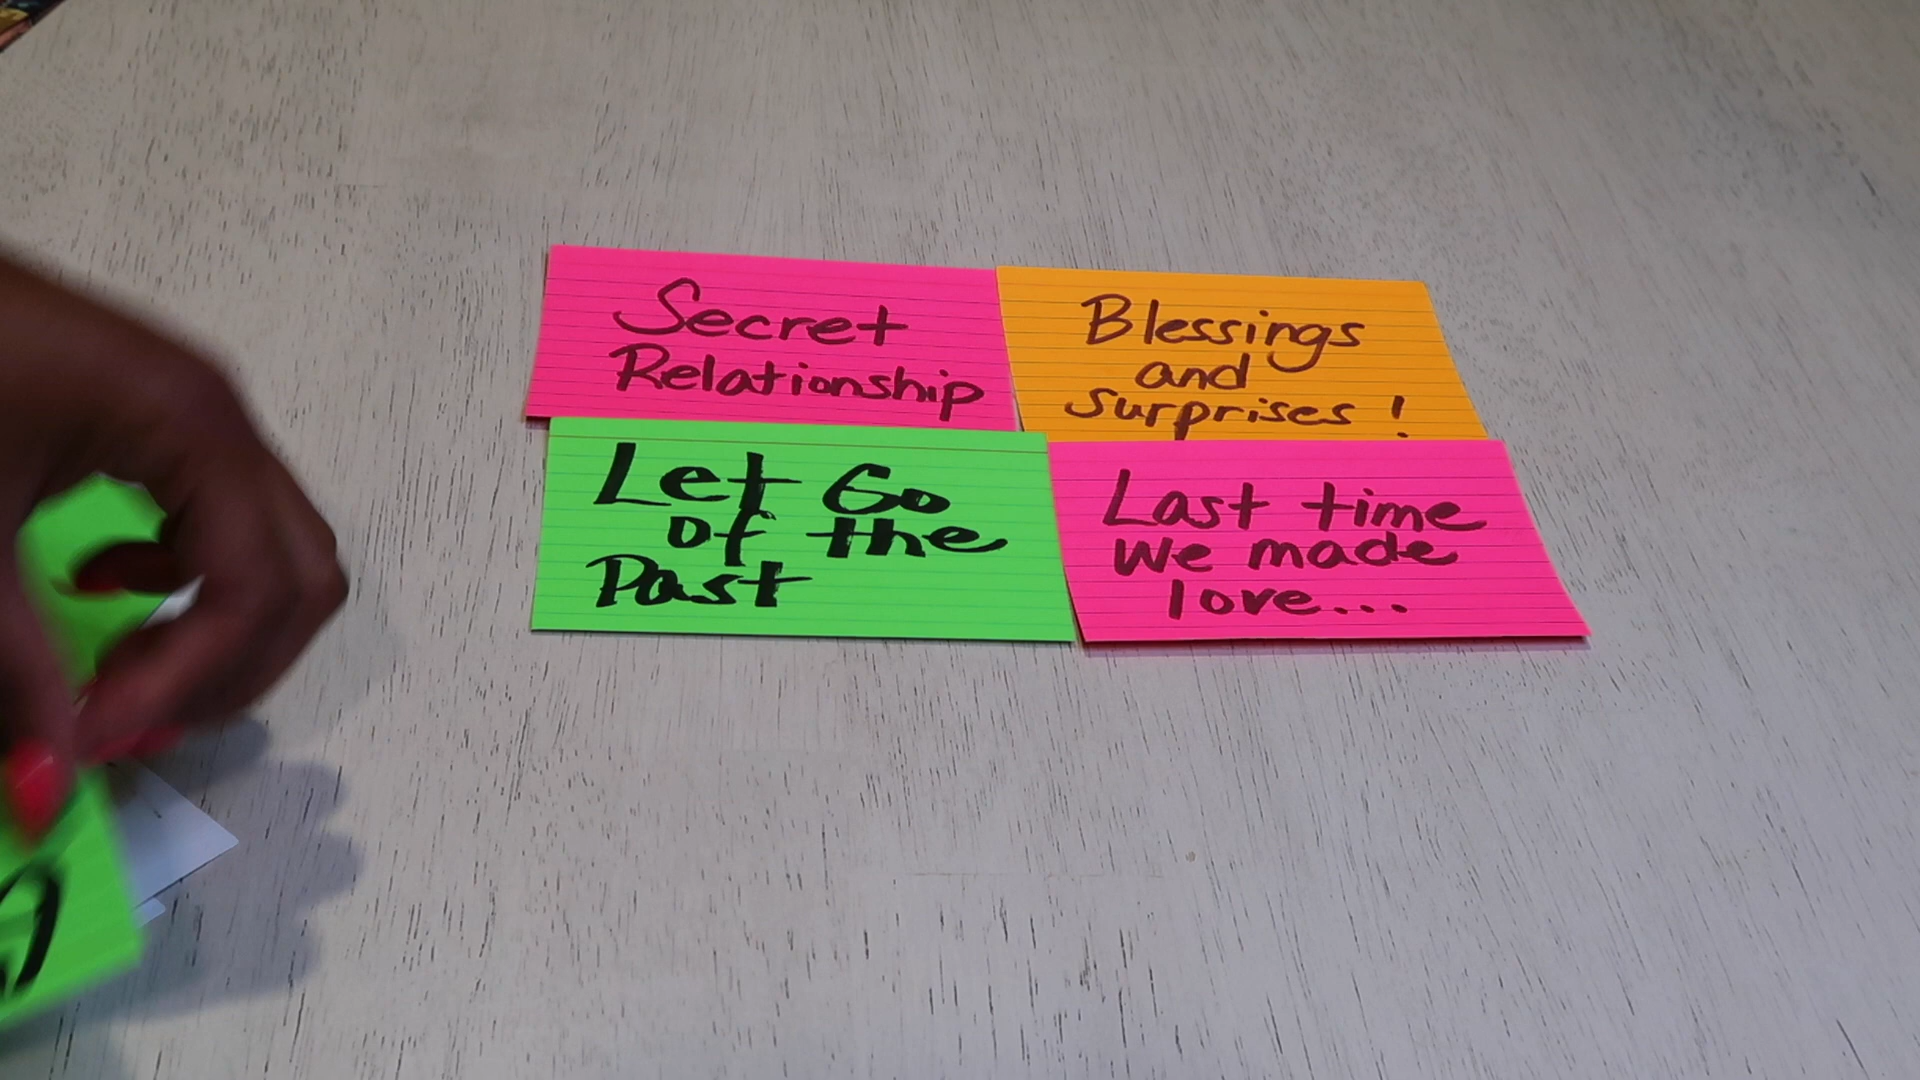 Secret
Relationship
Blessings
and
surprises!
Let Go
of the
Past
Last time
we made
love...